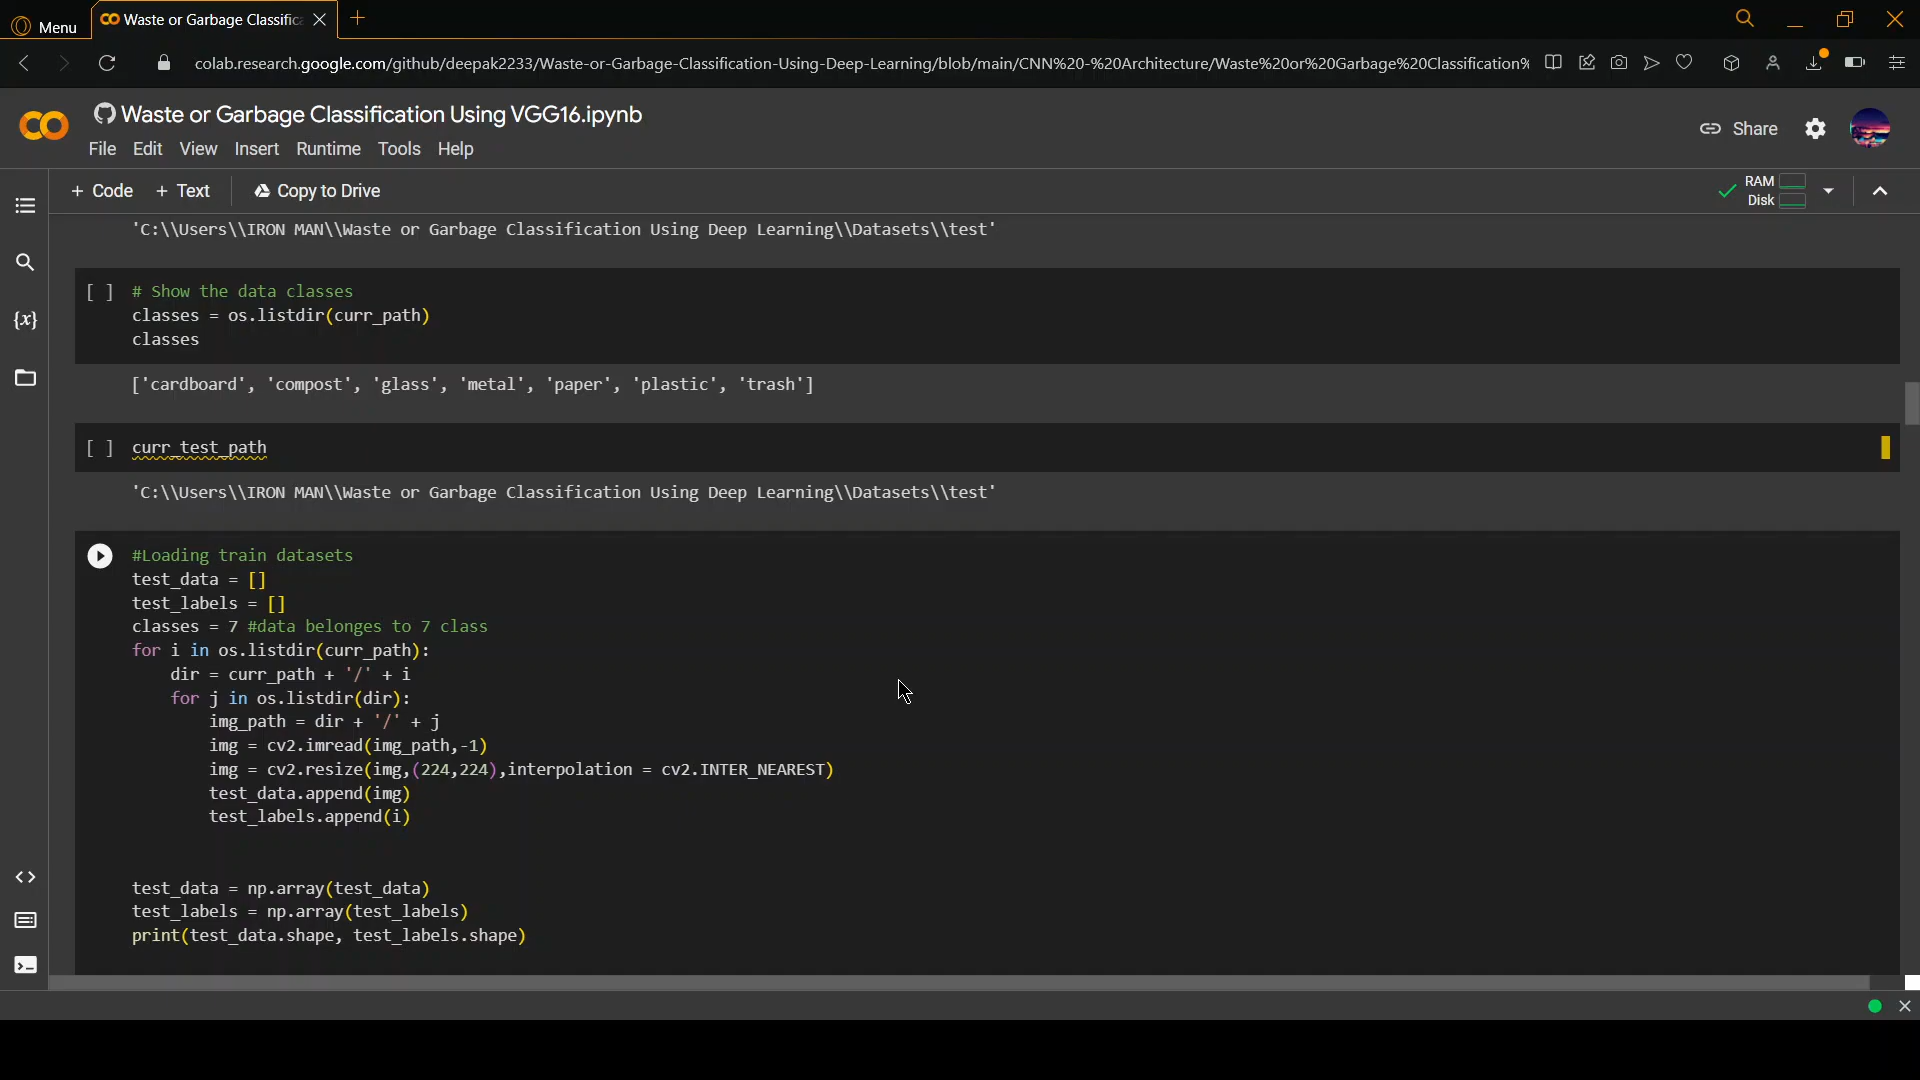 Menu
Waste or Garbage Classific
colab.research.google.com/github/deepak2233/Waste-or-Garbage-Classification-Using-Deep-Learning/blob/main/CNN%20-%20Architecture/Waste%20or%20Garbage%20Classification%
Waste or Garbage Classification Using VGG16.ipynb
Share
File Edit View Insert Runtime Tools Help
+ Code + Text Copy to Drive
RAM
Disk
'C:\\Users\\IRON MAN\\Waste or Garbage Classification Using Deep Learning\\Datasets\\test'
[ ] # Show the data classes
classes = os.listdir(curr_path)
classes
['cardboard', 'compost', 'glass', 'metal', 'paper', 'plastic', 'trash']
[ ] curr_test_path
'C:\\Users\\IRON MAN\\Waste or Garbage Classification Using Deep Learning\\Datasets\\test'
#Loading train datasets
test_data = []
test_labels = []
classes = 7 #data belonges to 7 class
for i in os.listdir(curr_path):
dir = curr_path + '/' + i
for j in os.listdir(dir):
img_path = dir + '/' + j
img = cv2.imread(img_path,-1)
img = cv2.resize(img,(224,224),interpolation = cv2.INTER_NEAREST)
test_data.append(img)
test_labels.append(i)
test_data = np.array(test_data)
test_labels = np.array(test_labels)
print(test_data.shape, test_labels.shape)